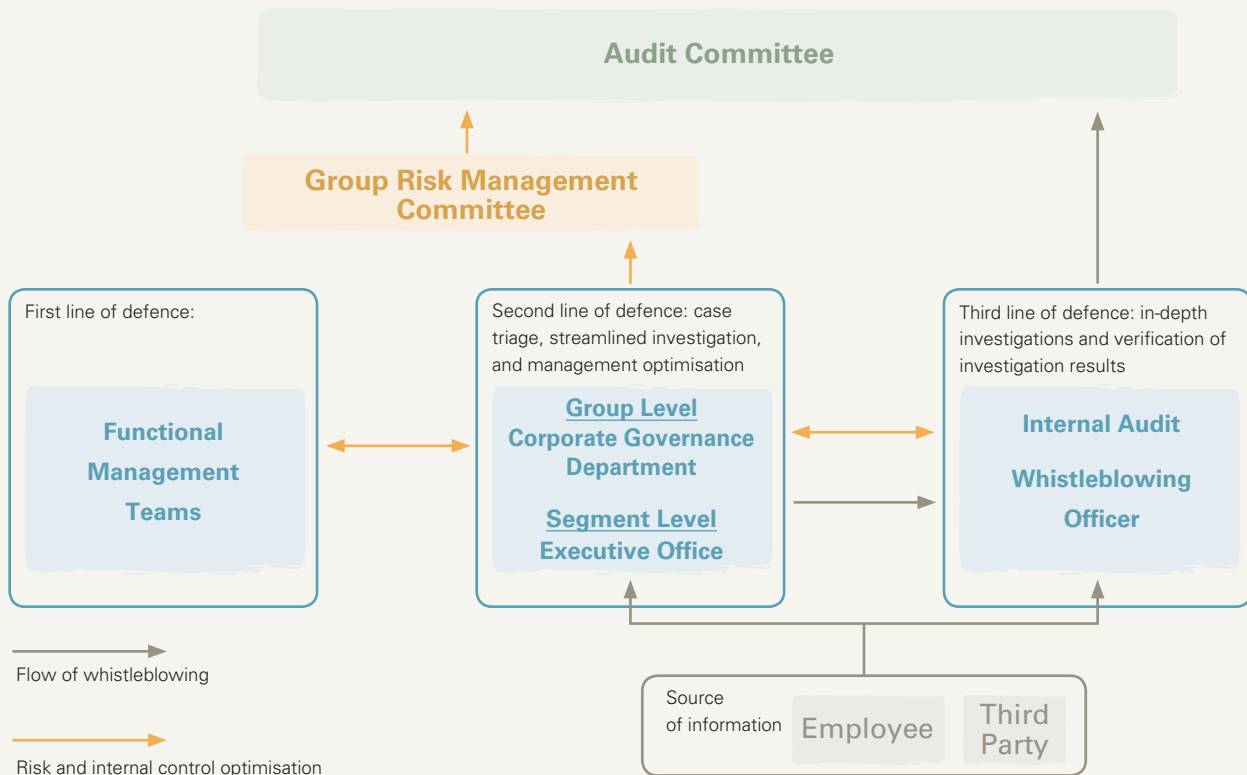 Audit Committee
Group Risk Management
Committee
First line of defence:
Functional
Management
Teams
Second line of defence: case
triage, streamlined investigation,
and management optimisation
Group Level
Corporate Governance
Department
Segment Level
Executive Office
Third line of defence: in-depth
investigations and verification of
investigation results
Internal Audit
Whistleblowing
Officer
Flow of whistleblowing
Risk and internal control optimisation
Source
of information
Employee
Third
Party